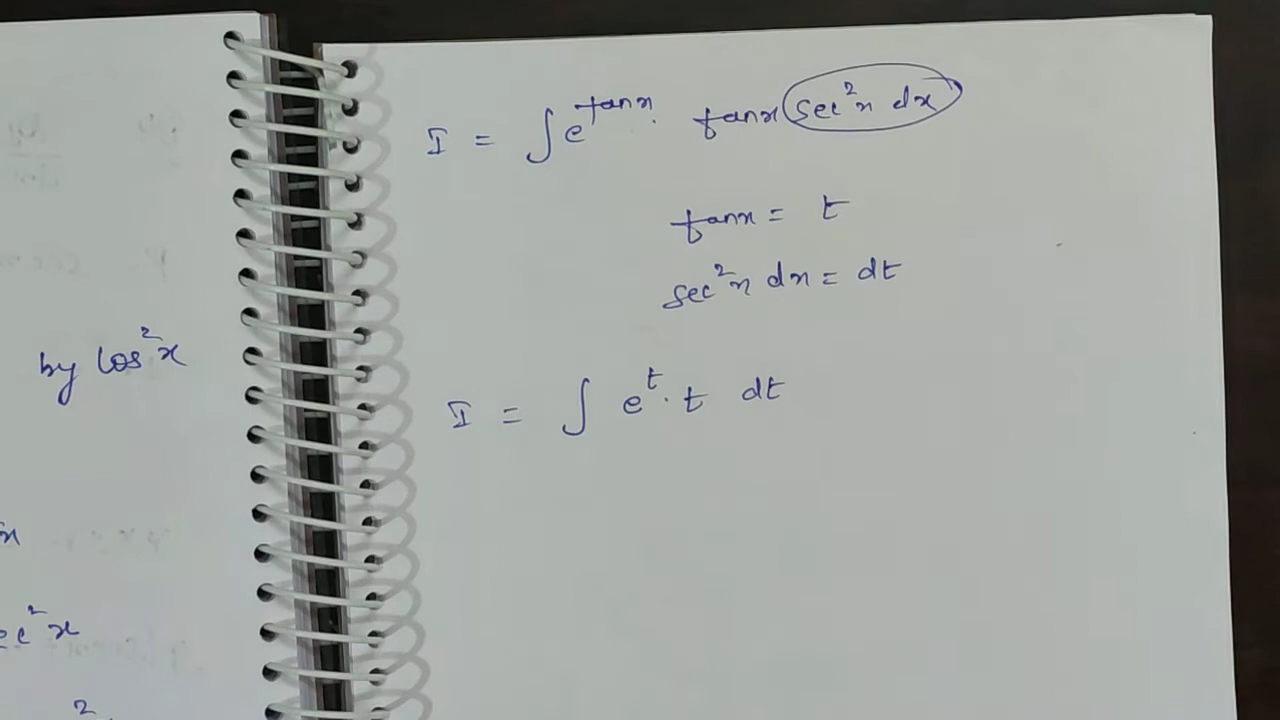 by cos²x
I = ∫ e^tanx . tanx sec²x dx
tanx = t
sec²x dx = dt
I = ∫ e^t . t dt